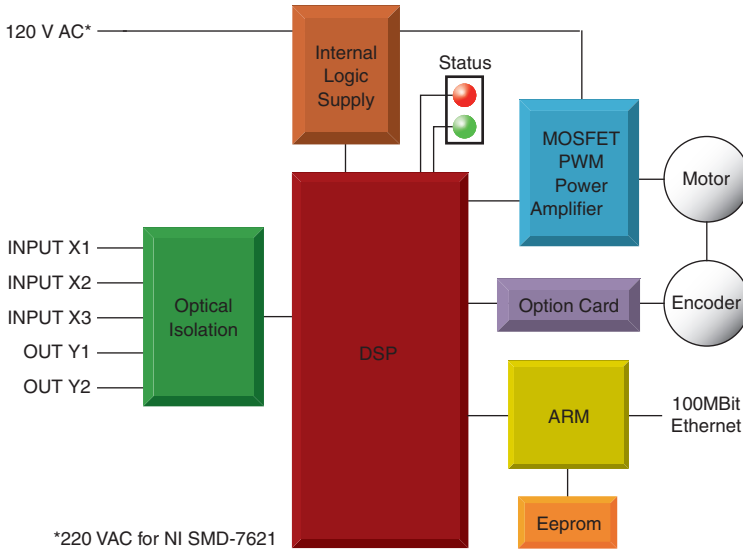 120 V AC*
Internal
Logic
Supply
Status
MOSFET
PWM
Power
Amplifier
Motor
INPUT X1
INPUT X2
INPUT X3
OUT Y1
OUT Y2
Optical
Isolation
DSP
Option Card
Encoder
ARM
100MBit
Ethernet
Eeprom
*220 VAC for NI SMD-7621